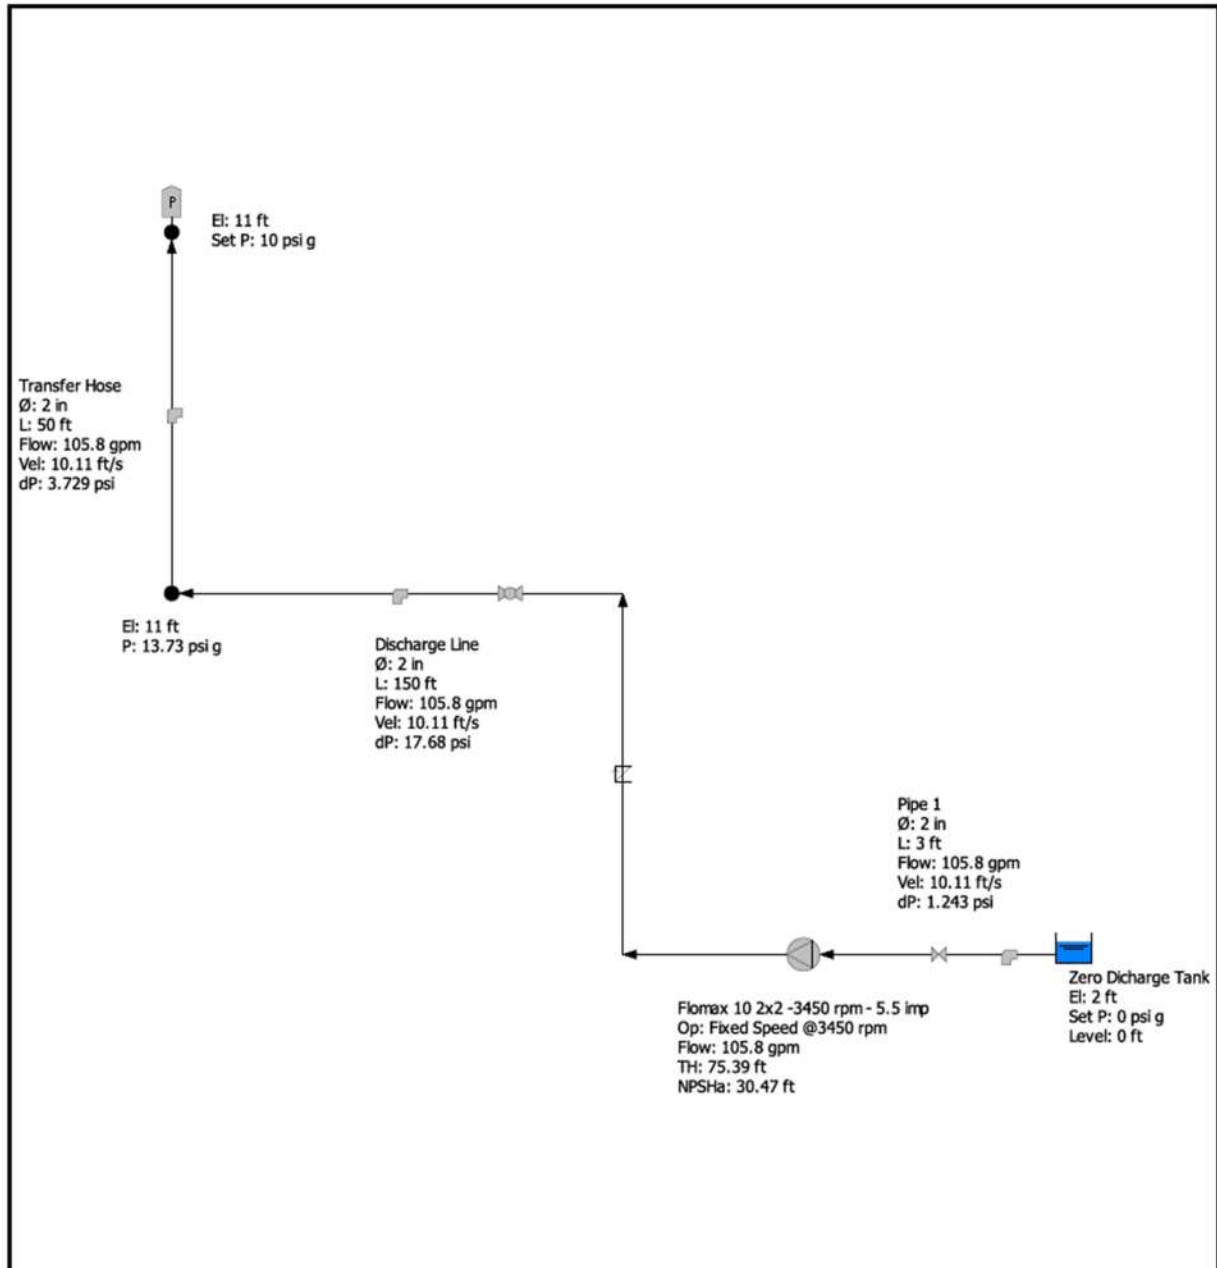 P
El: 11 ft
Set P: 10 psi g
Transfer Hose
Ø: 2 in
L: 50 ft
Flow: 105.8 gpm
Vel: 10.11 ft/s
dP: 3.729 psi
El: 11 ft
P: 13.73 psi g
Discharge Line
Ø: 2 in
L: 150 ft
Flow: 105.8 gpm
Vel: 10.11 ft/s
dP: 17.68 psi
Pipe 1
Ø: 2 in
L: 3 ft
Flow: 105.8 gpm
Vel: 10.11 ft/s
dP: 1.243 psi
Zero Dicharge Tank
El: 2 ft
Set P: 0 psi g
Level: 0 ft
Flomax 10 2x2 -3450 rpm - 5.5 imp
Op: Fixed Speed @3450 rpm
Flow: 105.8 gpm
TH: 75.39 ft
NPSHa: 30.47 ft